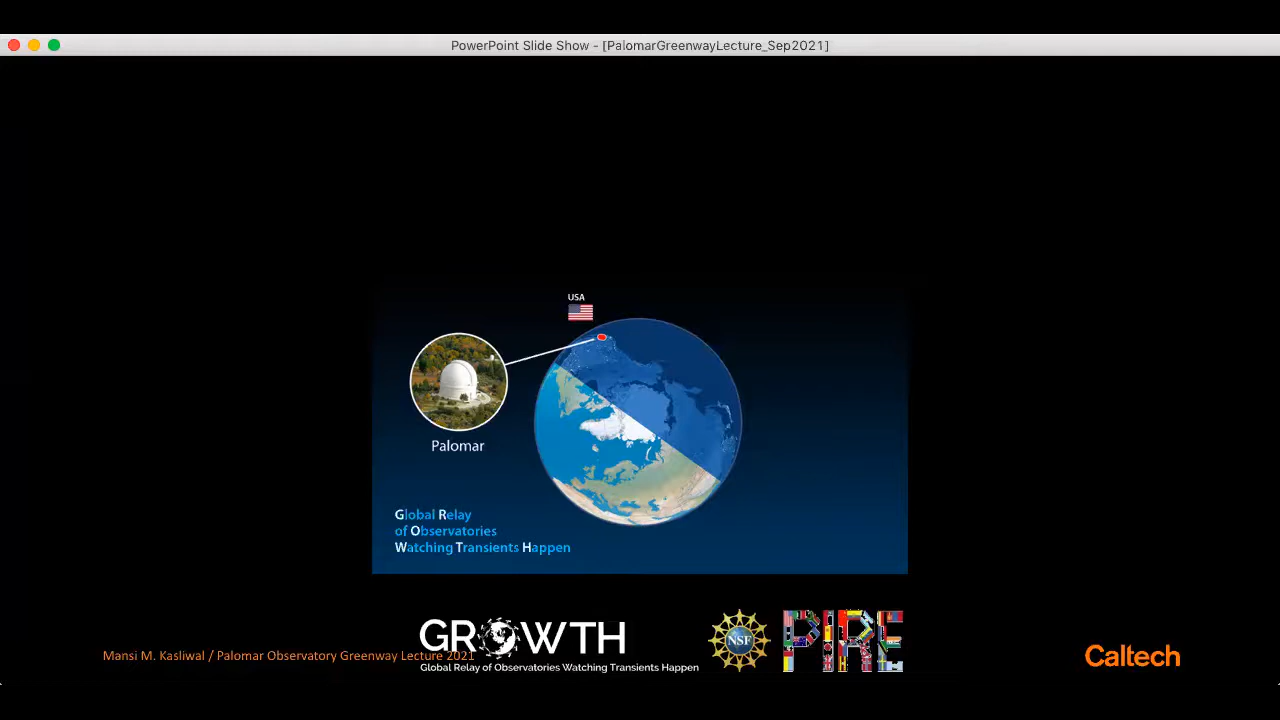 PowerPoint Slide Show - [PalomarGreenwayLecture_Sep2021]
USA
Palomar
Global Relay
of Observatories
Watching Transients Happen
GROWTH
Global Relay of Observatories Watching Transients Happen
NSF
PIRE
Mansi M. Kasliwal / Palomar Observatory Greenway Lecture 2021
Caltech